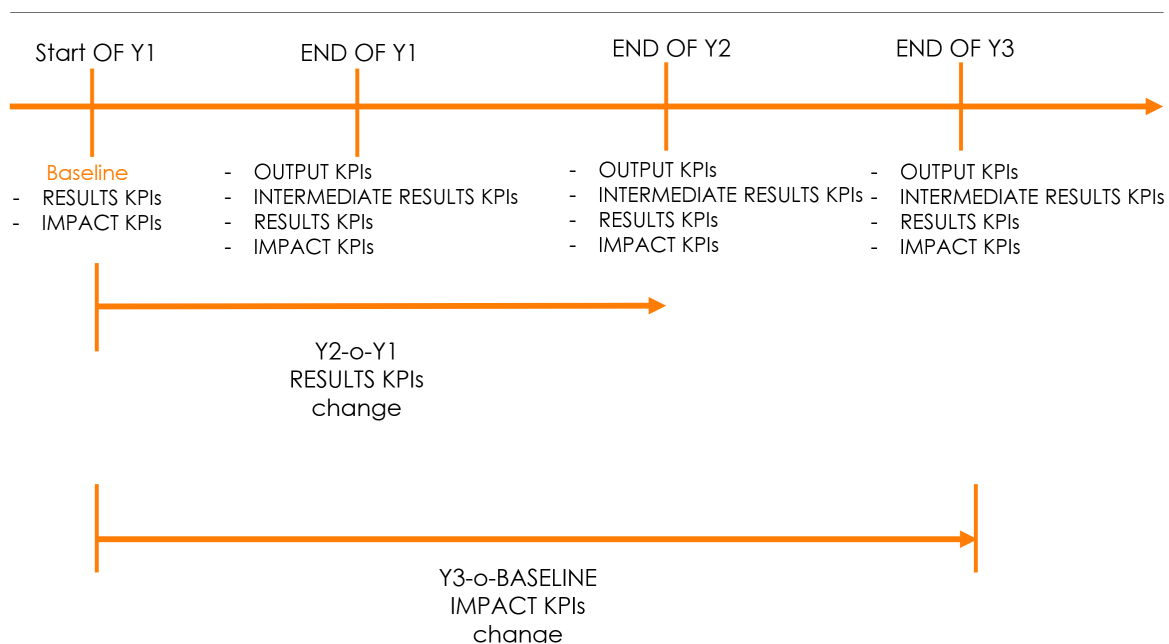 Start OF Y1
END OF Y1
END OF Y2
END OF Y3
Baseline
- RESULTS KPIs
- IMPACT KPIs
- OUTPUT KPIs
- INTERMEDIATE RESULTS KPIs
- RESULTS KPIs
- IMPACT KPIs
- OUTPUT KPIs
- INTERMEDIATE RESULTS KPIs
- RESULTS KPIs
- IMPACT KPIs
- OUTPUT KPIs
- INTERMEDIATE RESULTS KPIs
- RESULTS KPIs
- IMPACT KPIs
Y2-o-Y1
RESULTS KPIs
change
Y3-o-BASELINE
IMPACT KPIs
change